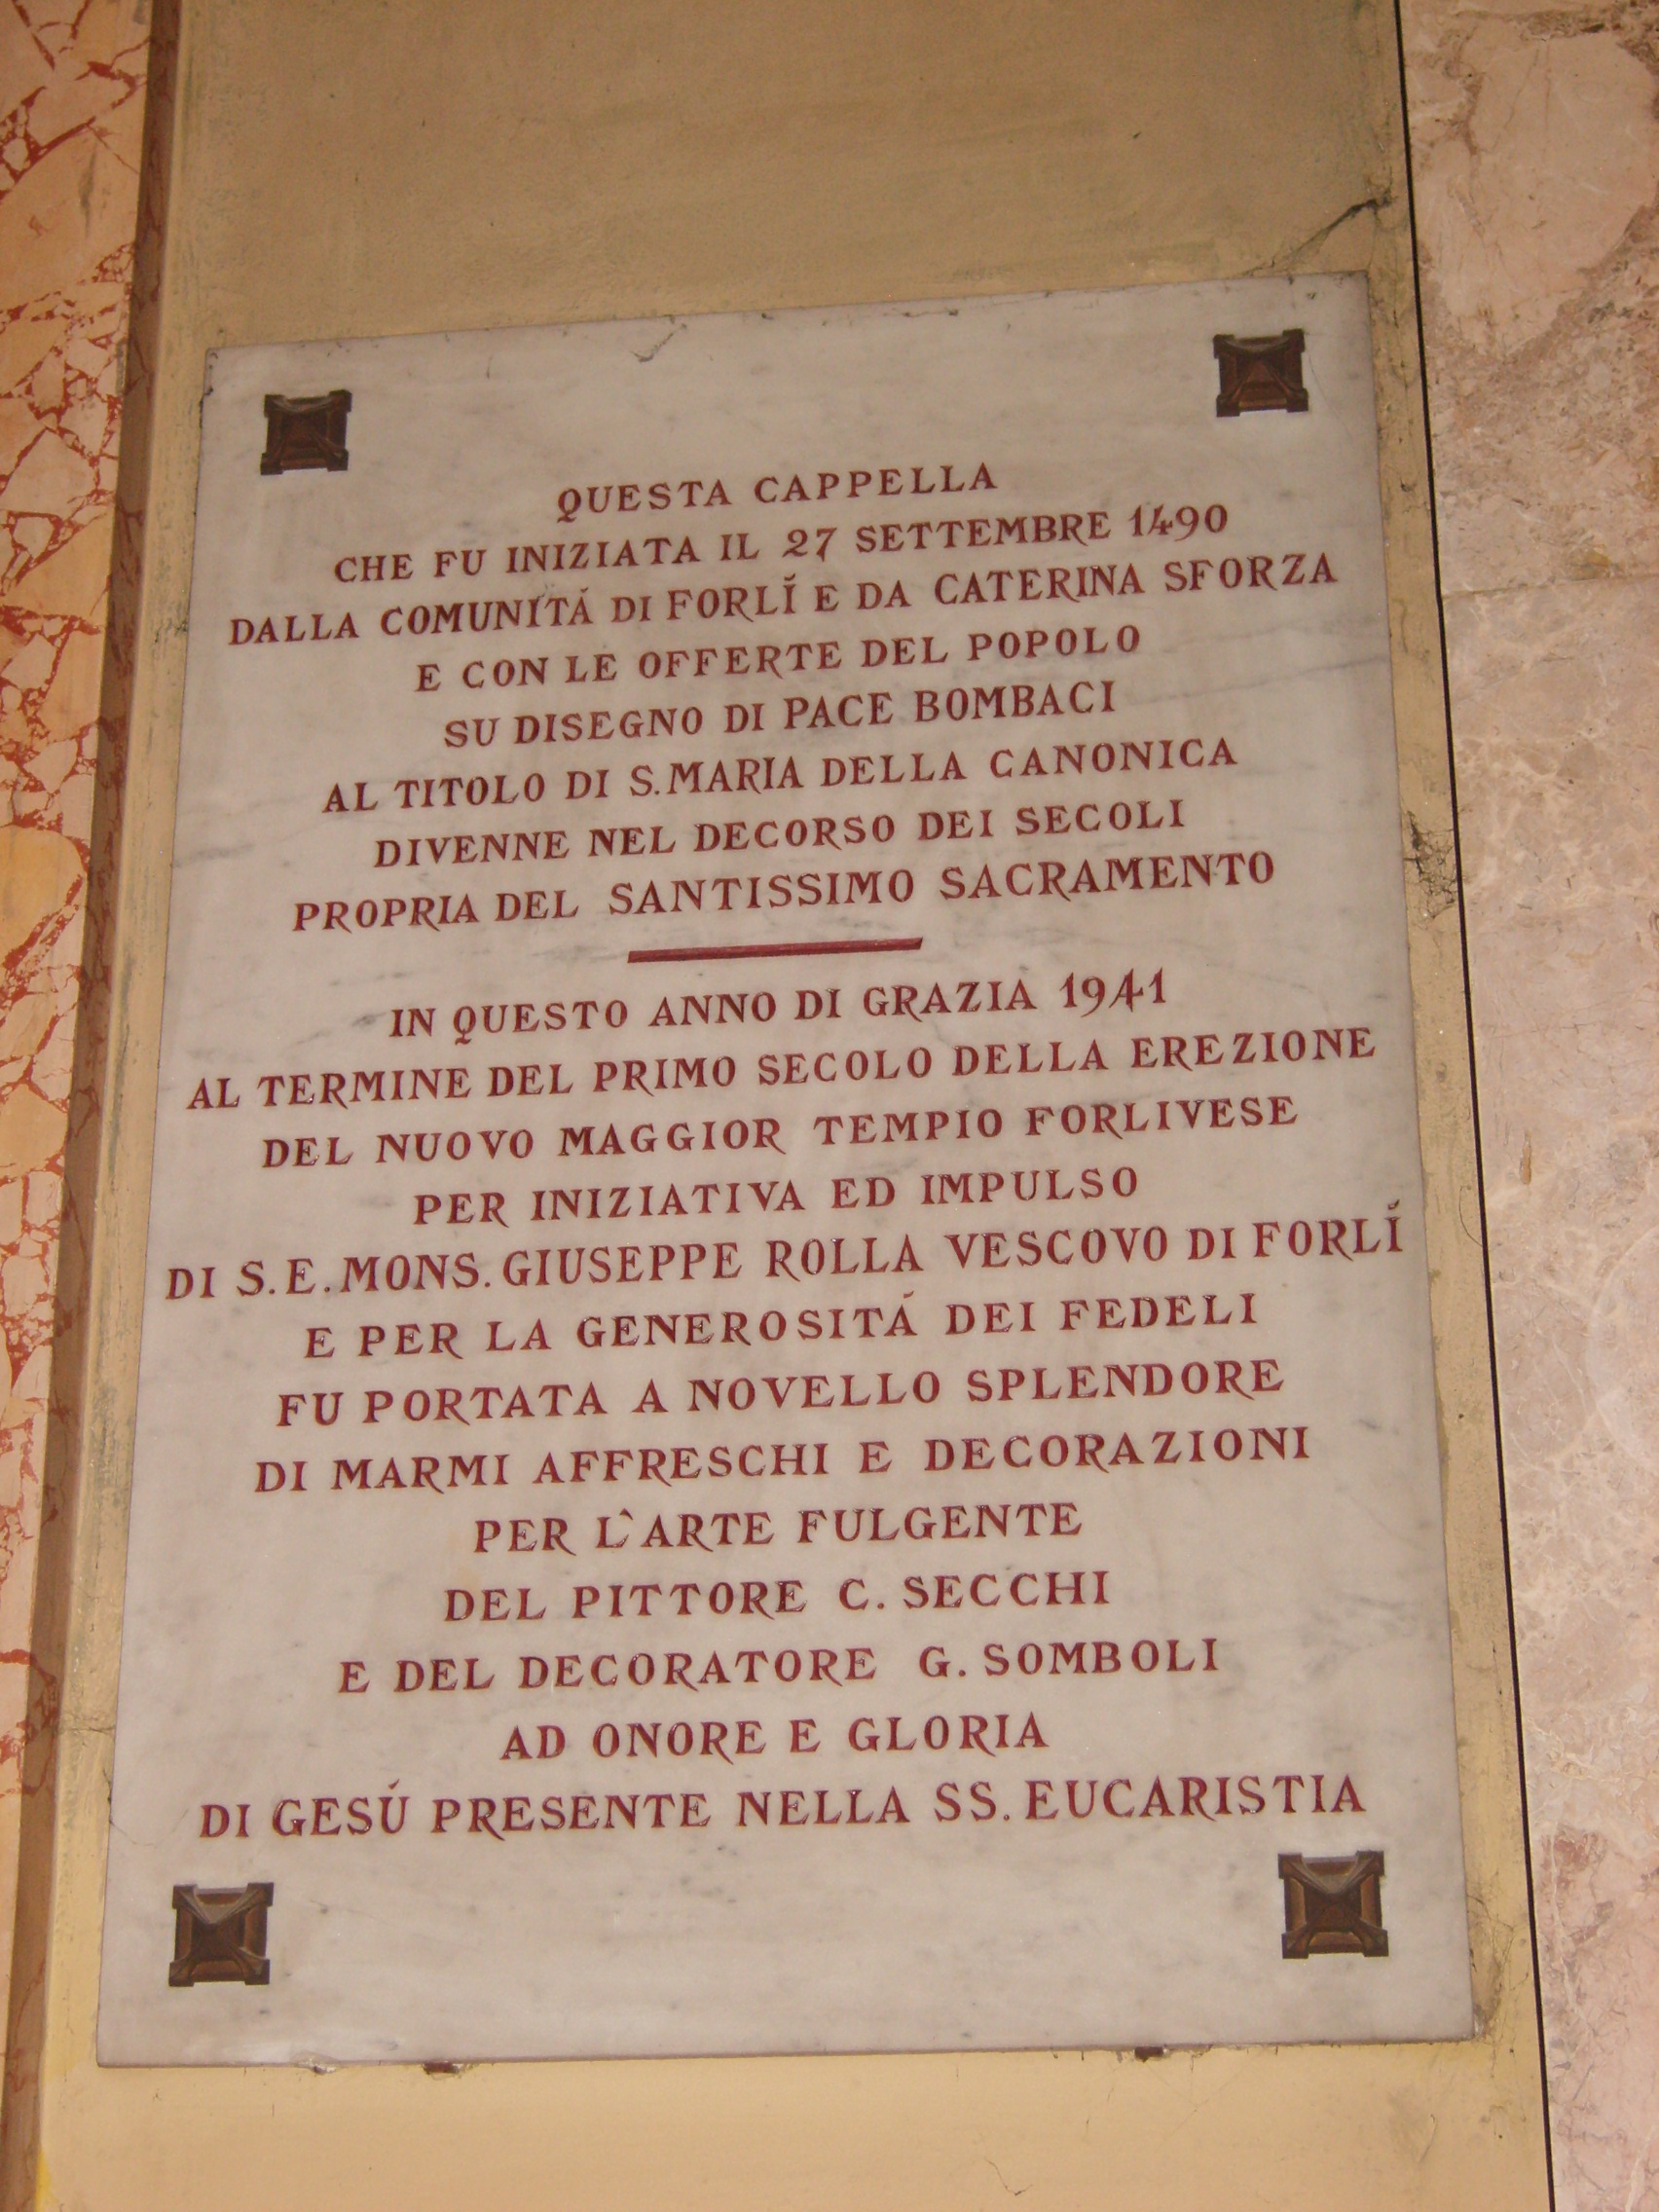 QUESTA CAPPELLA
CHE FU INIZIATA IL 27 SETTEMBRE 1490
DALLA COMUNITÁ DI FORLÍ E DA CATERINA SFORZA
E CON LE OFFERTE DEL POPOLO
SU DISEGNO DI PACE BOMBACI
AL TITOLO DI S. MARIA DELLA CANONICA
DIVENNE NEL DECORSO DEI SECOLI
PROPRIA DEL SANTISSIMO SACRAMENTO
IN QUESTO ANNO DI GRAZIA 1941
AL TERMINE DEL PRIMO SECOLO DELLA EREZIONE
DEL NUOVO MAGGIOR TEMPIO FORLIVESE
PER INIZIATIVA ED IMPULSO
DI S.E. MONS. GIUSEPPE ROLLA VESCOVO DI FORLÍ
E PER LA GENEROSITÁ DEI FEDELI
FU PORTATA A NOVELLO SPLENDORE
DI MARMI AFFRESCHI E DECORAZIONI
PER L'ARTE FULGENTE
DEL PITTORE C. SECCHI
E DEL DECORATORE G. SOMBOLI
AD ONORE E GLORIA
DI GESÚ PRESENTE NELLA SS. EUCARISTIA